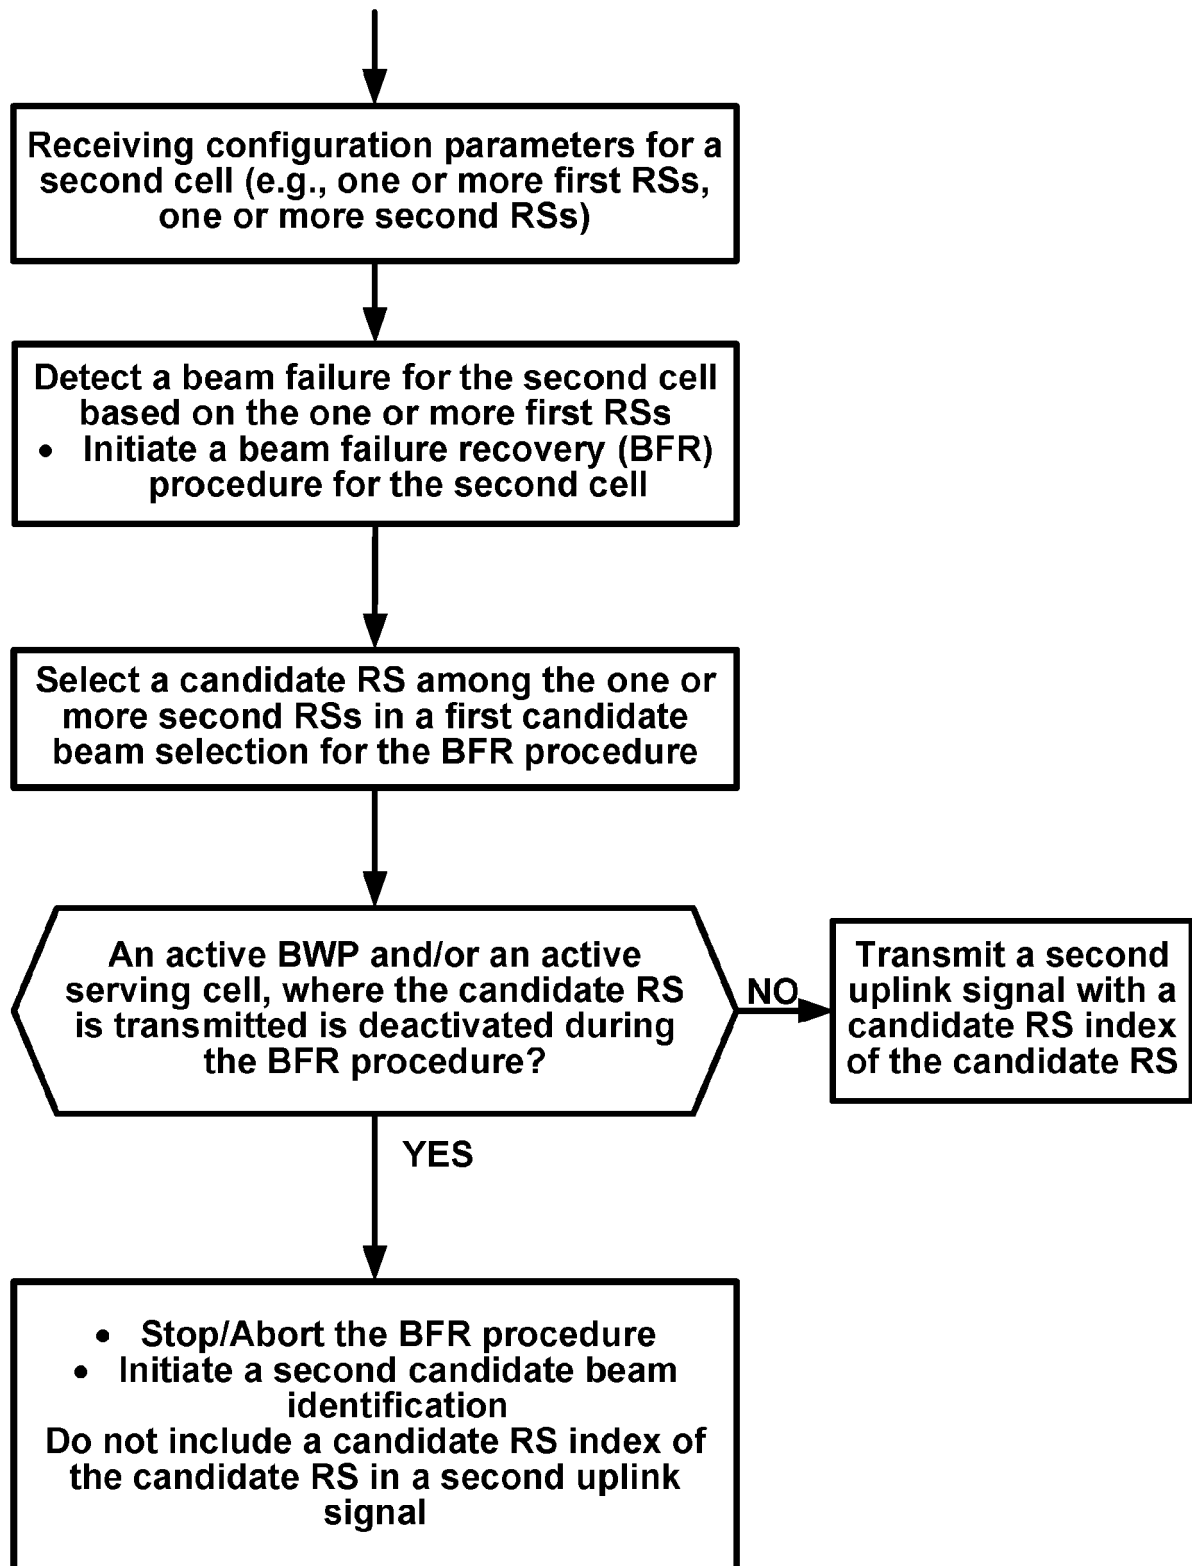 Receiving configuration parameters for a
second cell (e.g., one or more first RSs,
one or more second RSs)
Detect a beam failure for the second cell
based on the one or more first RSs
• Initiate a beam failure recovery (BFR)
procedure for the second cell
Select a candidate RS among the one or
more second RSs in a first candidate
beam selection for the BFR procedure
An active BWP and/or an active
serving cell, where the candidate RS
is transmitted is deactivated during
the BFR procedure?
NO
Transmit a second
uplink signal with a
candidate RS index
of the candidate RS
YES
• Stop/Abort the BFR procedure
• Initiate a second candidate beam
identification
Do not include a candidate RS index of
the candidate RS in a second uplink
signal